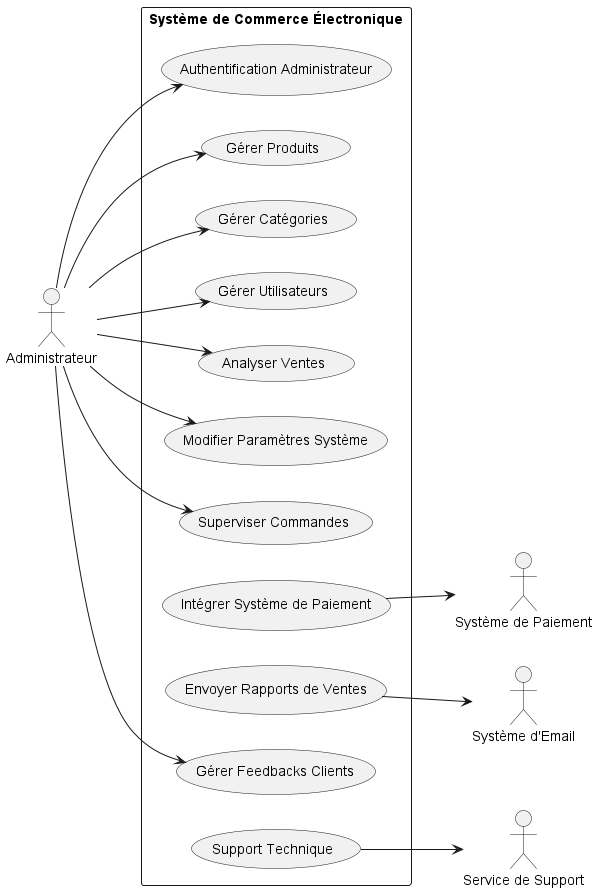 Système de Commerce Électronique
Authentification Administrateur
Gérer Produits
Gérer Catégories
Gérer Utilisateurs
Administrateur
Analyser Ventes
Modifier Paramètres Système
Superviser Commandes
Intégrer Système de Paiement
Système de Paiement
Envoyer Rapports de Ventes
Système d'Email
Gérer Feedbacks Clients
Support Technique
Service de Support